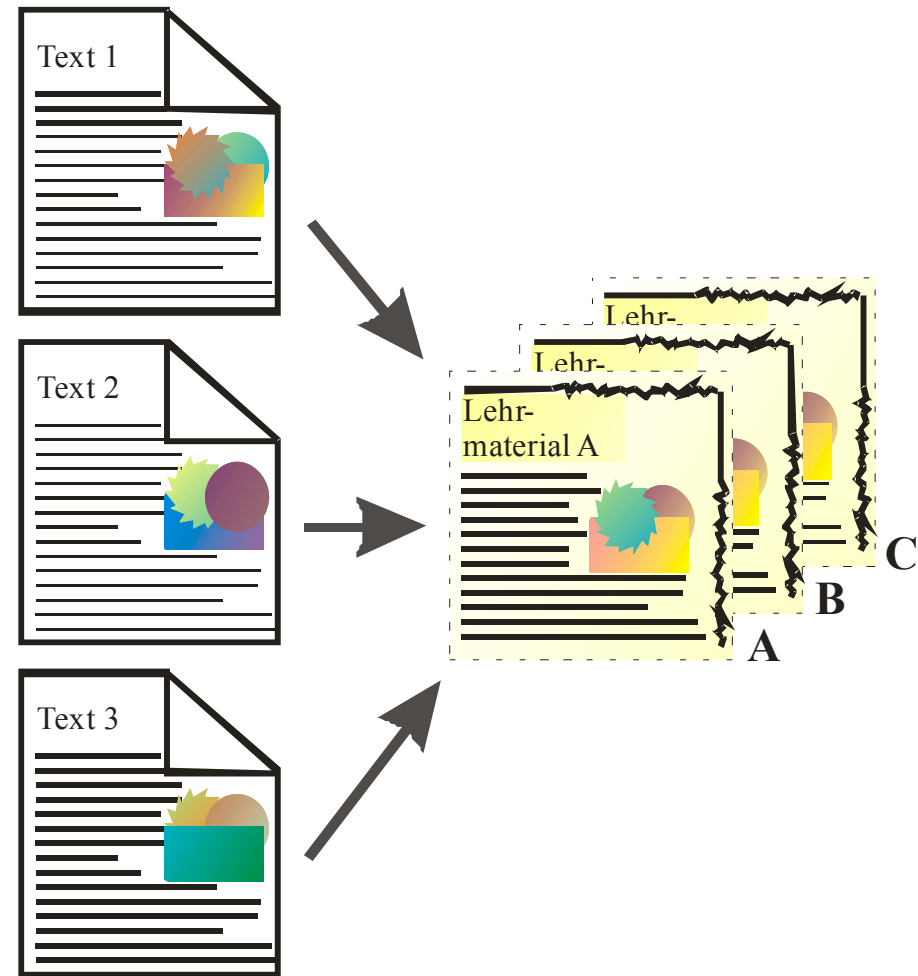 Text 1
Text 2
Text 3
Lehr-
Lehr-
Lehr-
material A
C
B
A